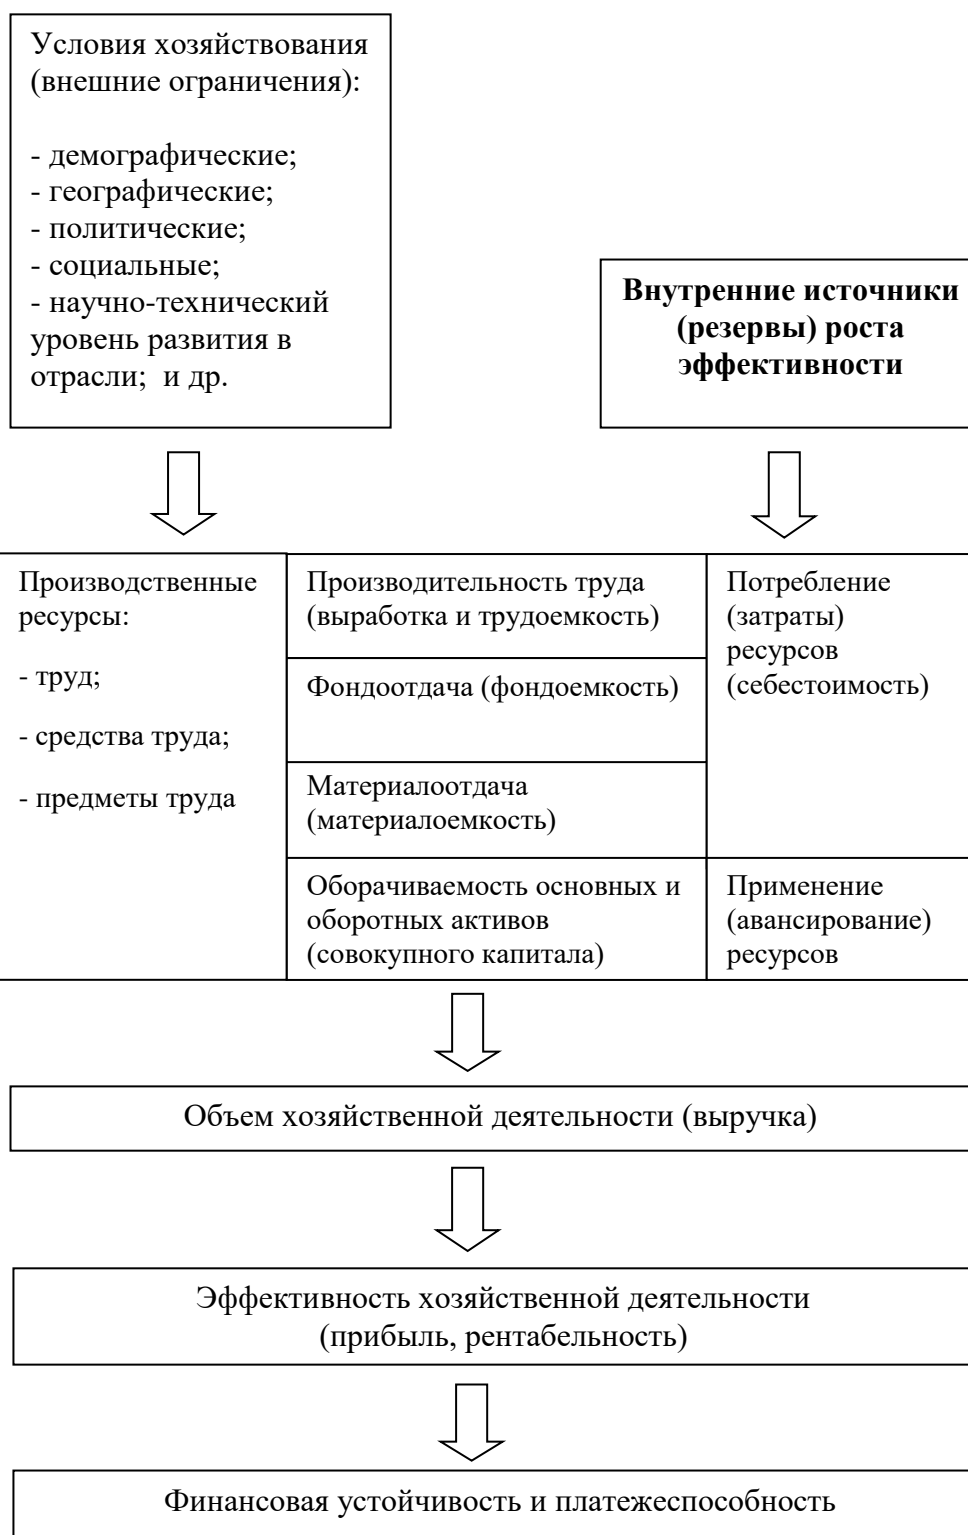 Условия хозяйствования
(внешние ограничения):
- демографические;
- географические;
- политические;
- социальные;
- научно-технический
уровень развития в
отрасли;  и др.
Внутренние источники
(резервы) роста
эффективности
Производственные
ресурсы:
- труд;
- средства труда;
- предметы труда
Производительность труда
(выработка и трудоемкость)
Фондоотдача (фондоемкость)
Материалоотдача
(материалоемкость)
Оборачиваемость основных и
оборотных активов
(совокупного капитала)
Потребление
(затраты)
ресурсов
(себестоимость)
Применение
(авансирование)
ресурсов
Объем хозяйственной деятельности (выручка)
Эффективность хозяйственной деятельности
(прибыль, рентабельность)
Финансовая устойчивость и платежеспособность